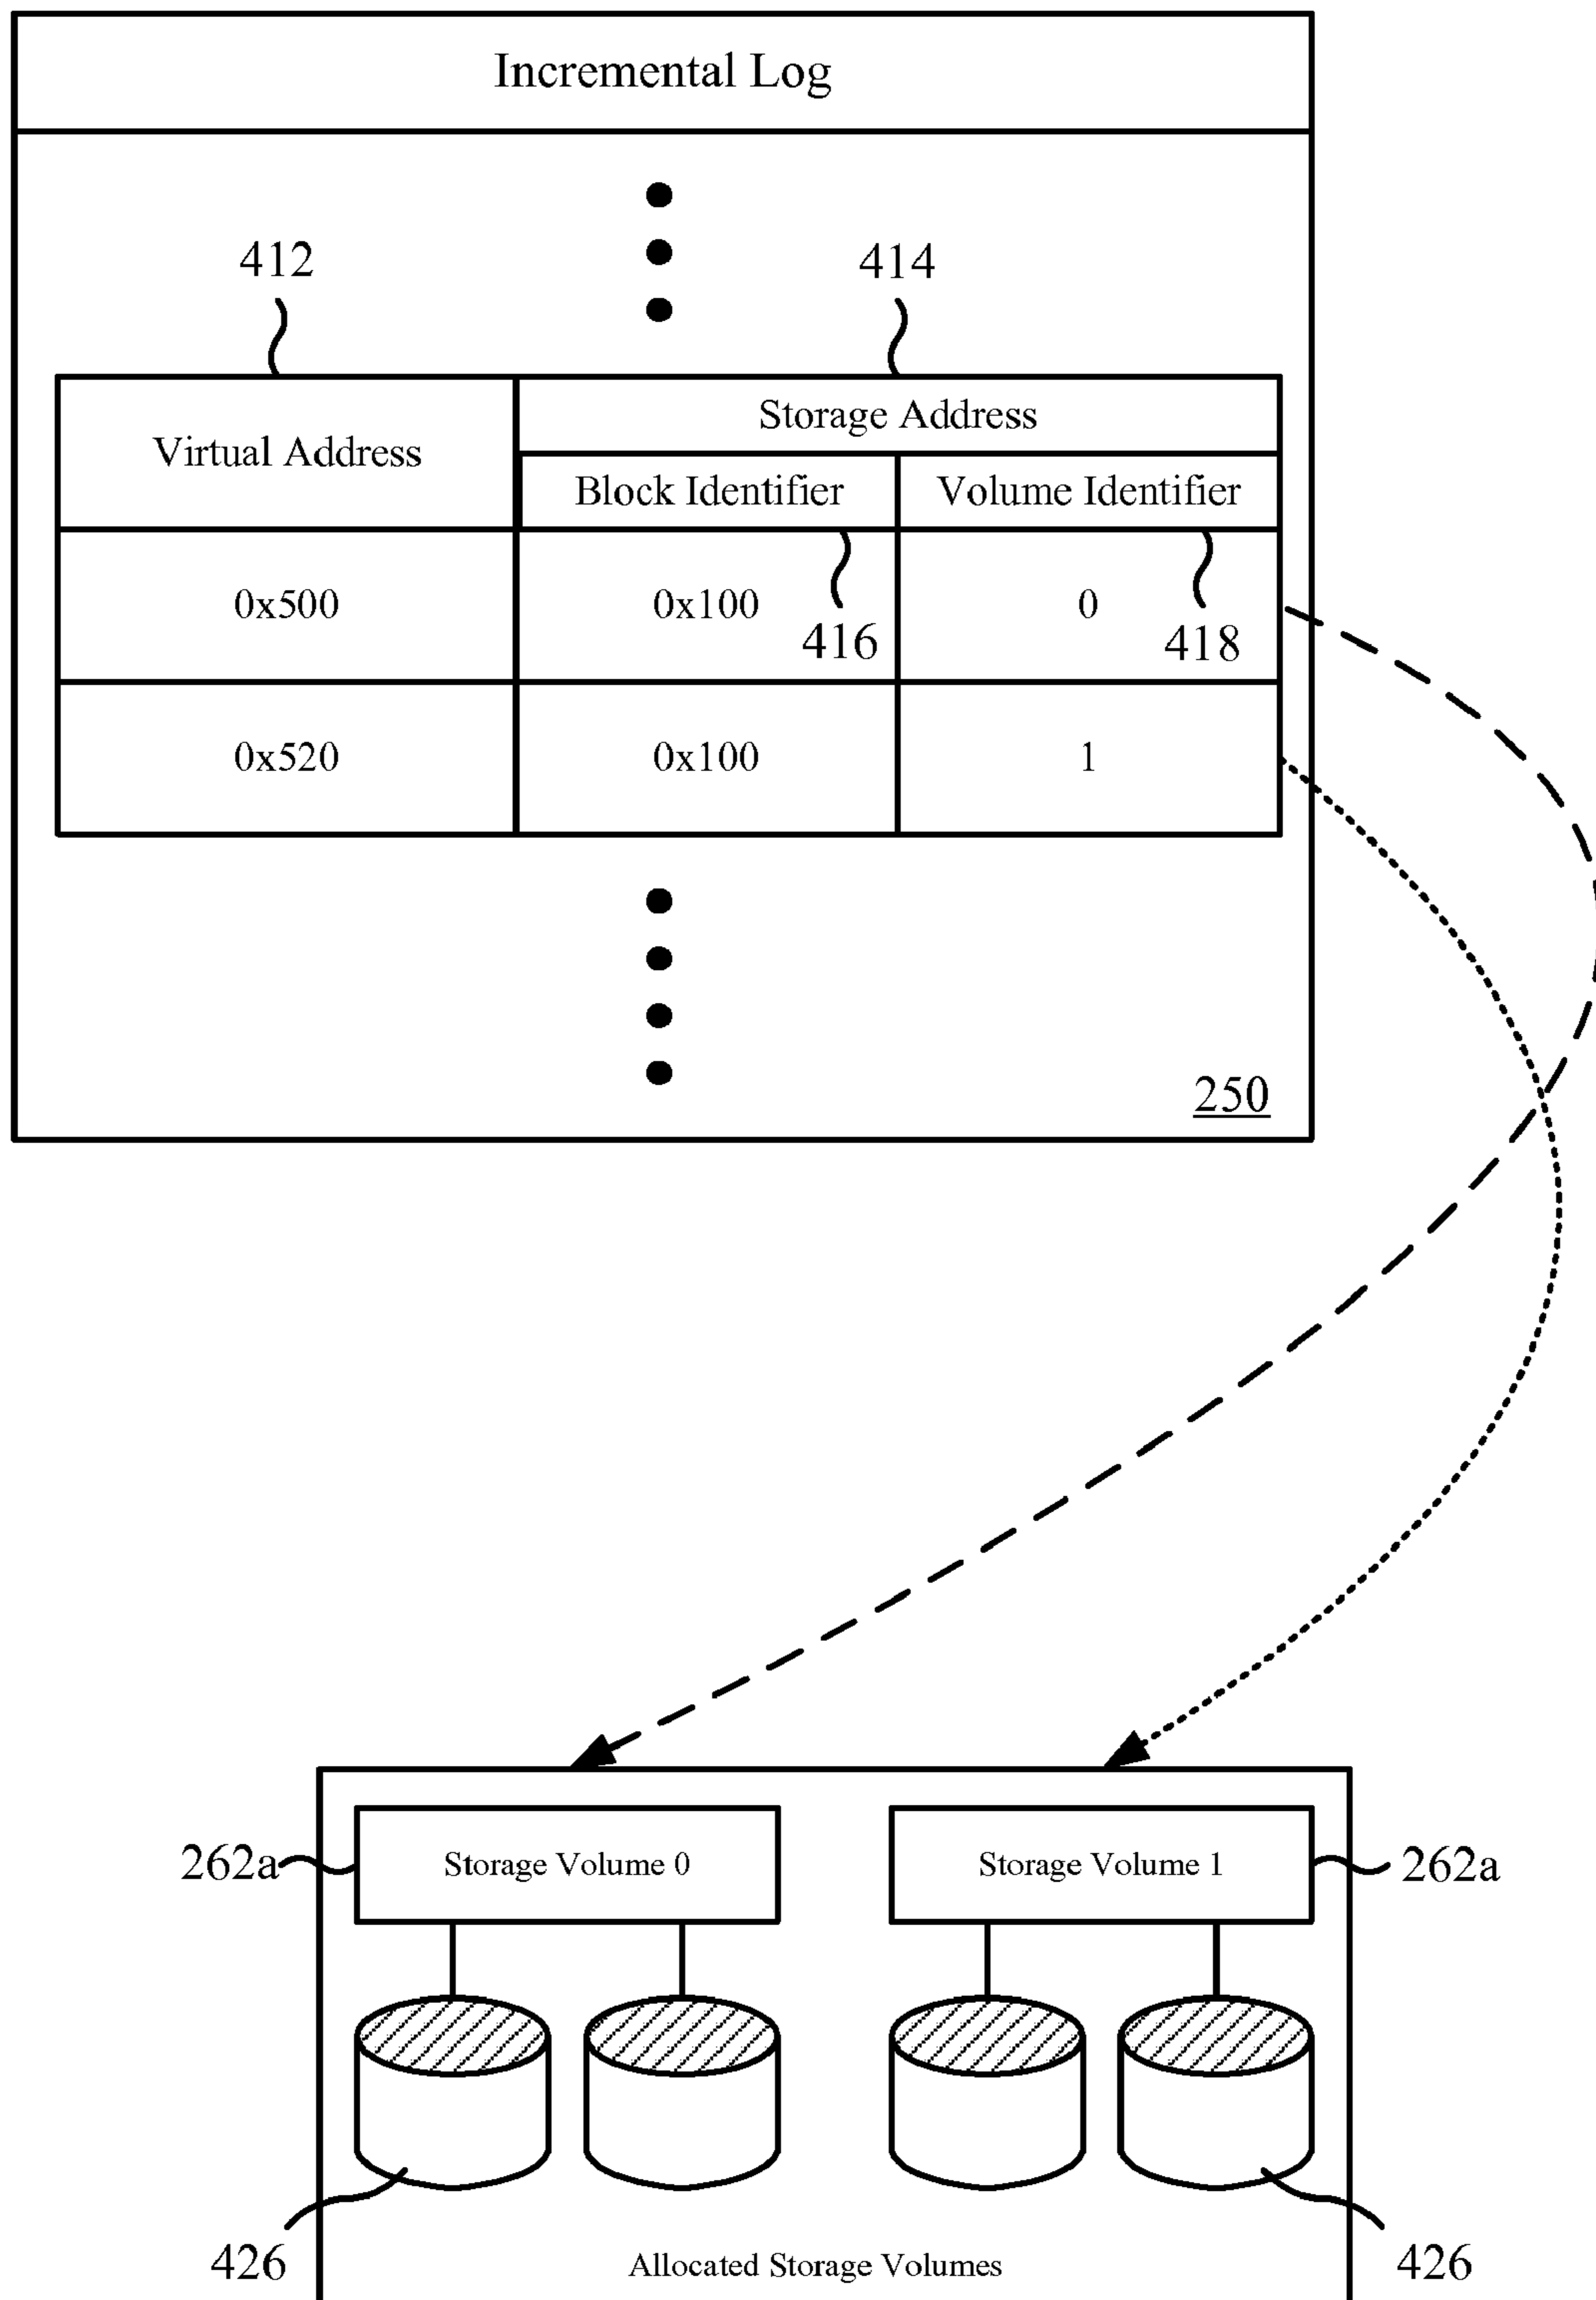 Incremental Log
412
414
Virtual Address
Storage Address
Block Identifier
Volume Identifier
0x500
0x100
0
416
418
0x520
0x100
1
250
262a
Storage Volume 0
Storage Volume 1
262a
426
Allocated Storage Volumes
426